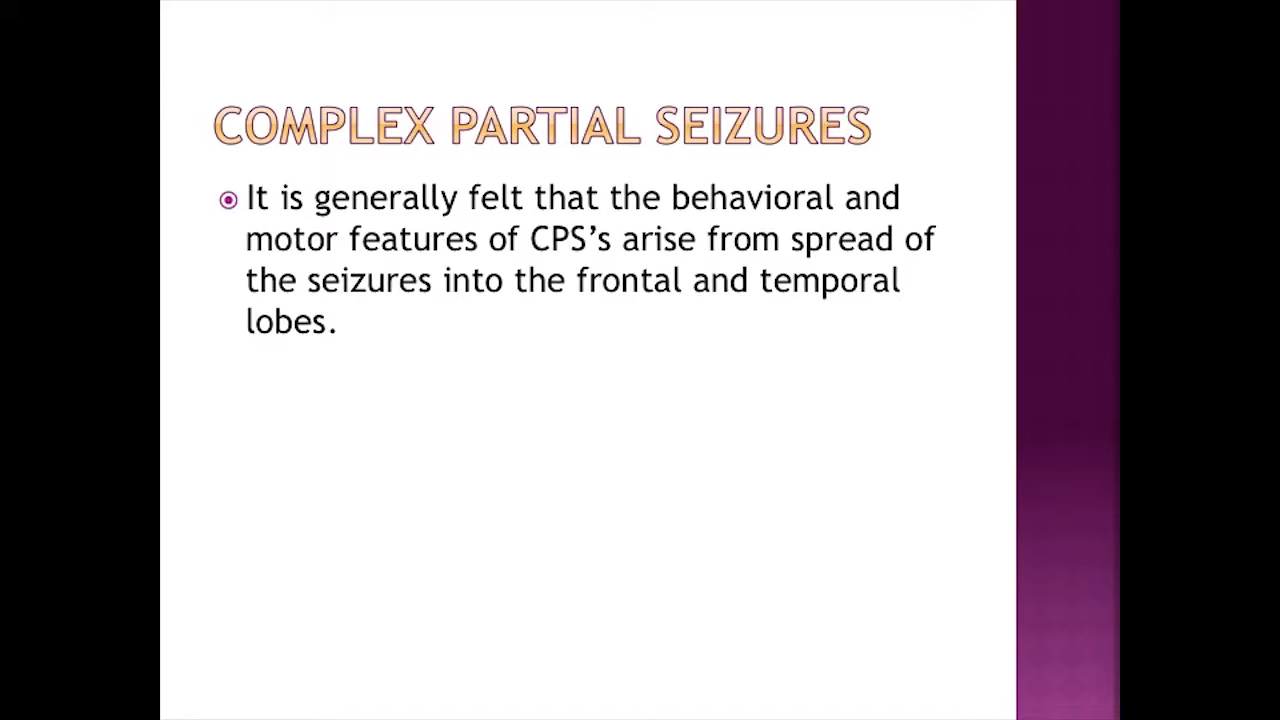 COMPLEX PARTIAL SEIZURES
It is generally felt that the behavioral and
motor features of CPS’s arise from spread of
the seizures into the frontal and temporal
lobes.